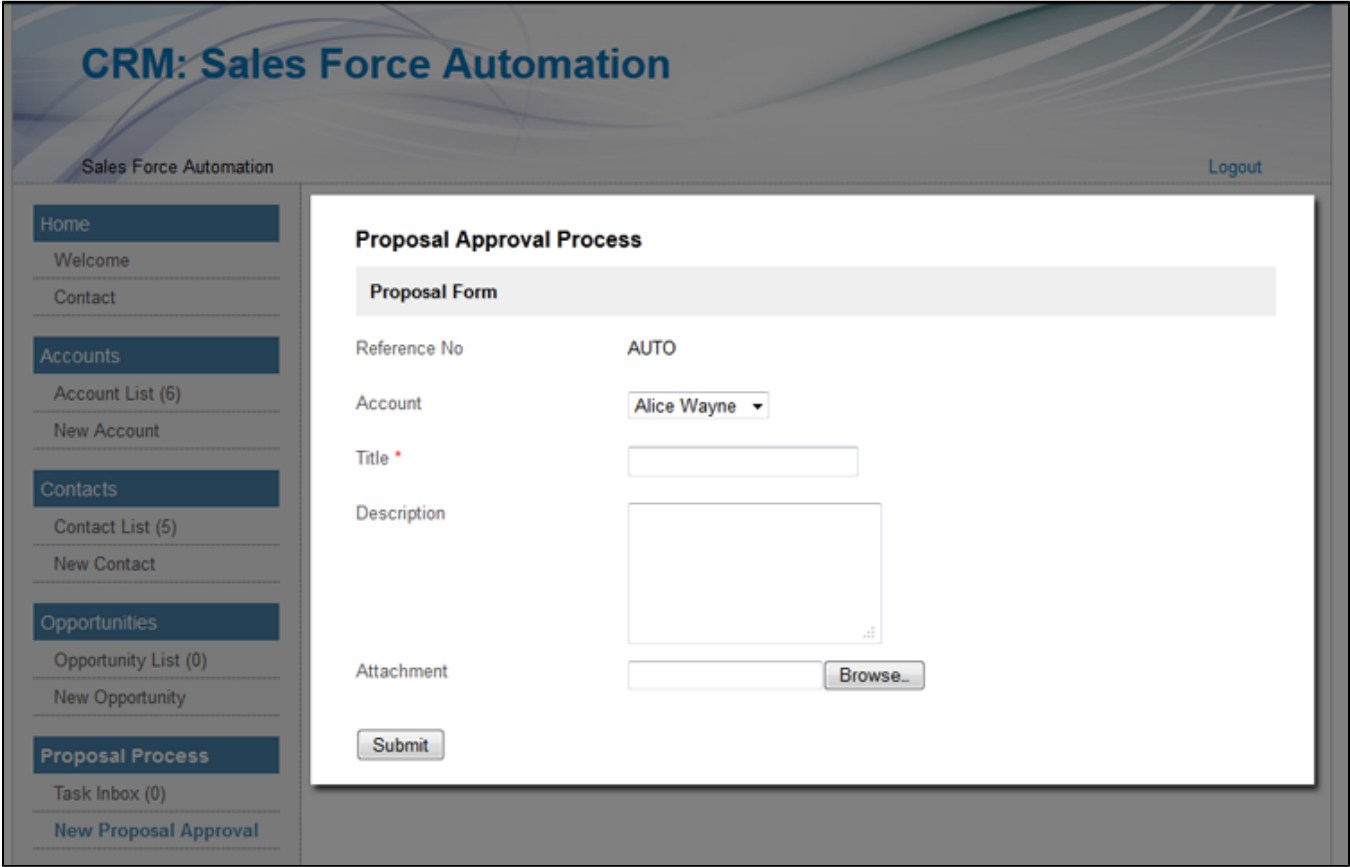 CRM: Sales Force Automation
Sales Force Automation
Logout
Home
Welcome
Contact
Accounts
Account List (6)
New Account
Contacts
Contact List (5)
New Contact
Opportunities
Opportunity List (0)
New Opportunity
Proposal Process
Task Inbox (0)
New Proposal Approval
Proposal Approval Process
Proposal Form
Reference No AUTO
Account Alice Wayne
Title *
Description
Attachment Browse...
Submit